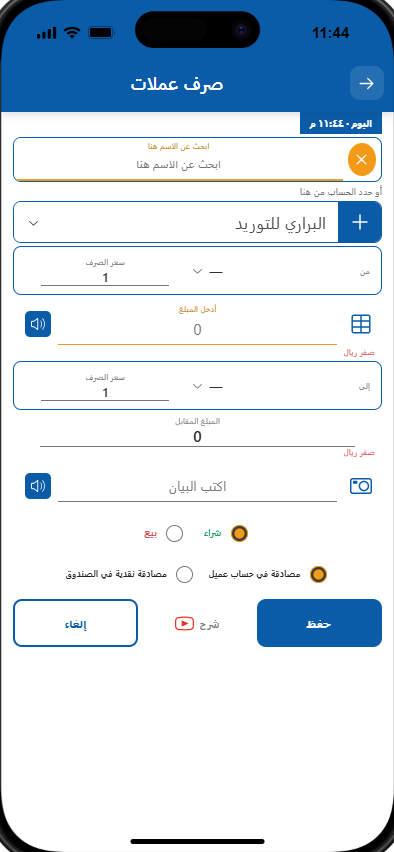 11:44
صرف عملات
اليوم - ١١:٤٤ م
ابحث عن الاسم هنا
ابحث عن الاسم هنا
أو حدد الحساب من هنا
البراري للتوريد
من
—
سعر الصرف
1
أدخل المبلغ
0
صفر ريال
إلى
—
سعر الصرف
1
المبلغ المقابل
0
صفر ريال
اكتب البيان
شراء بيع
مصادقة في حساب عميل مصادقة نقدية في الصندوق
حفظ شرح إلغاء